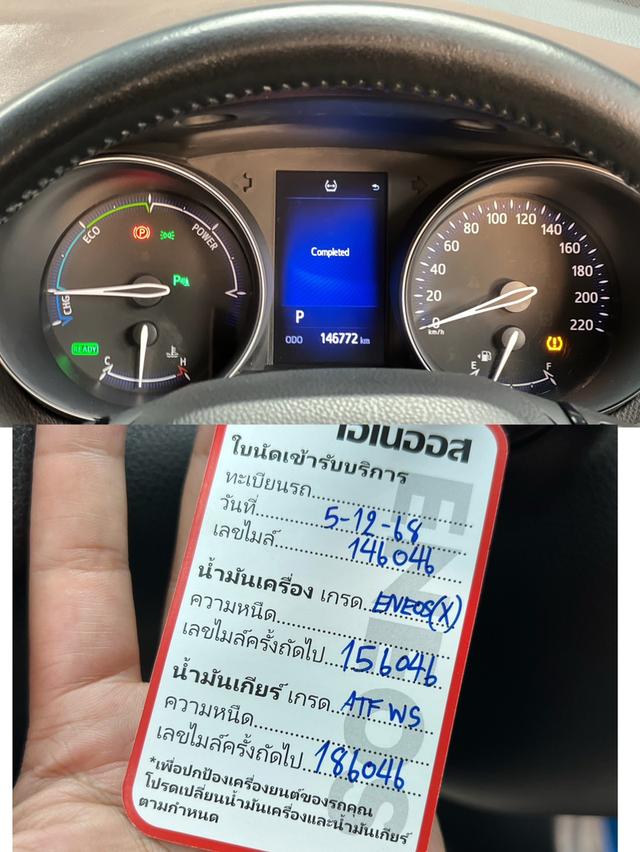 ECO
POWER
CHG
READY
C
H
P
Completed
P
ODO 146772 km
0
20
40
60
80
100
120
140
160
180
200
220
km/h
E
F
เอเนออส
ENEOS
ใบนัดเข้ารับบริการ
ทะเบียนรถ
วันที่ 5-12-68
เลขไมล์ 146046
น้ำมันเครื่อง เกรด ENEOS(X)
ความหนืด
เลขไมล์ครั้งถัดไป 156046
น้ำมันเกียร์ เกรด ATF WS
ความหนืด
เลขไมล์ครั้งถัดไป 186046
*เพื่อปกป้องเครื่องยนต์ของรถคุณ
โปรดเปลี่ยนน้ำมันเครื่องและน้ำมันเกียร์
ตามกำหนด